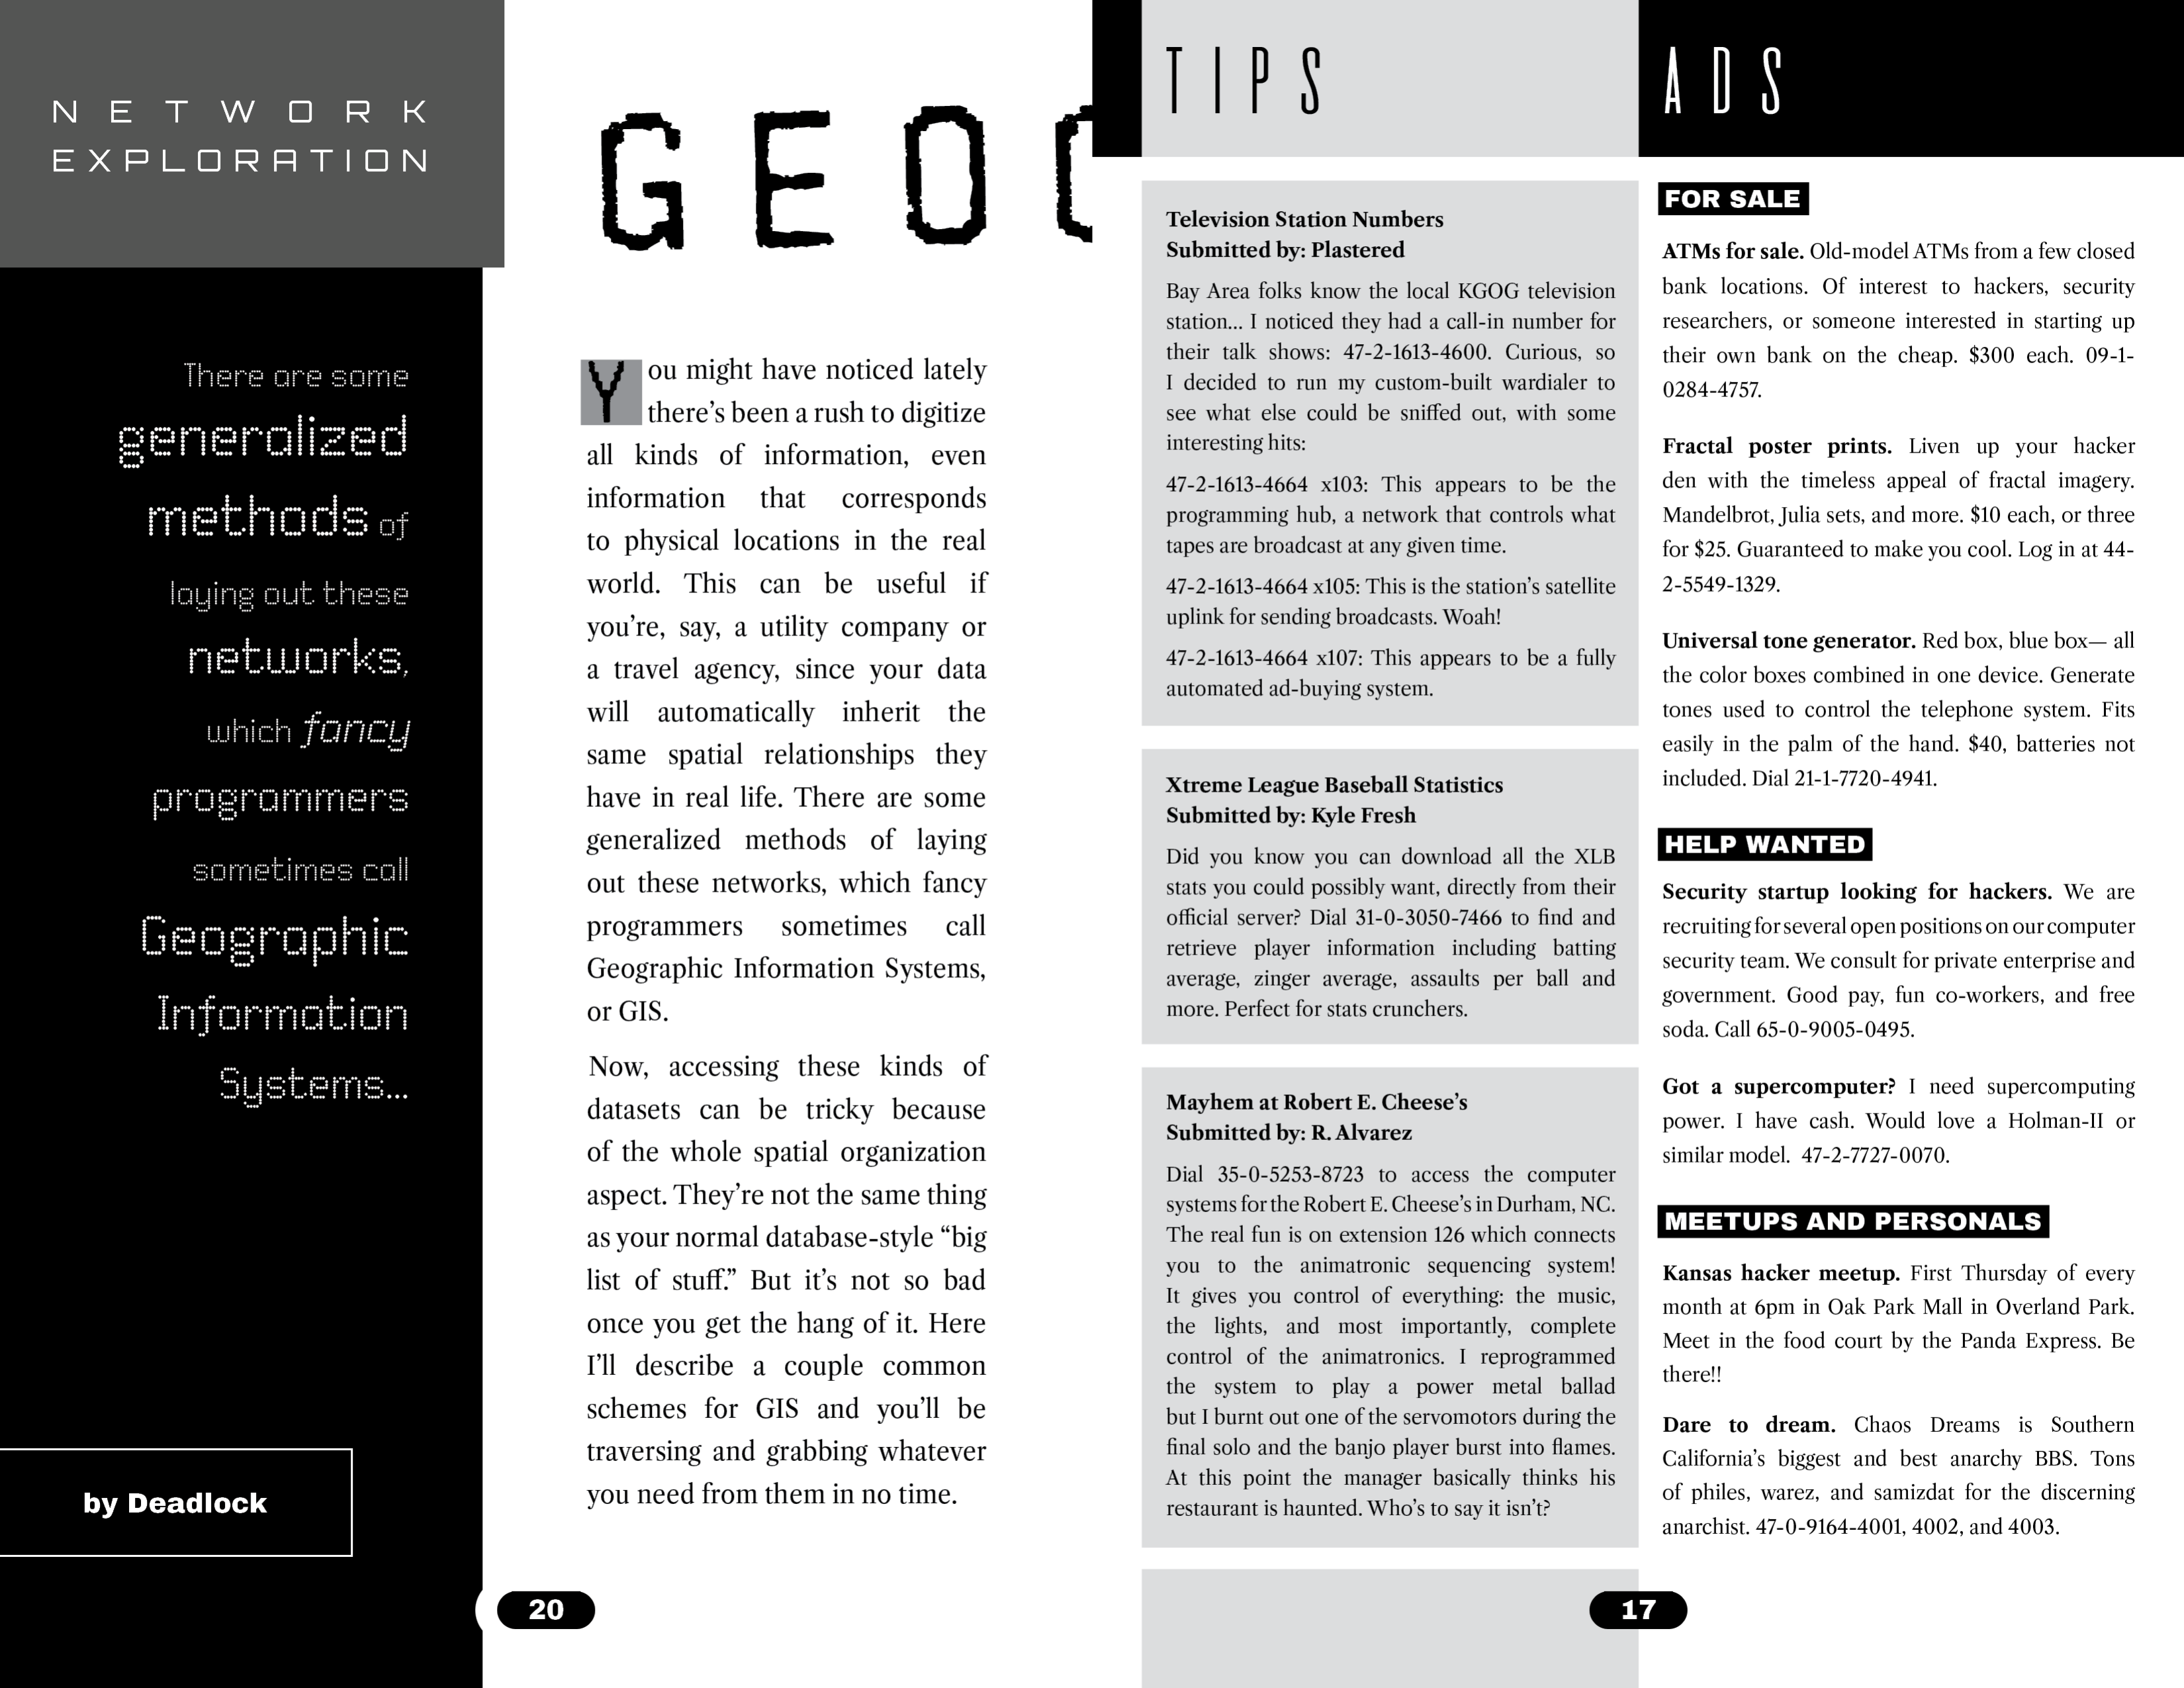 NETWORK
EXPLORATION
There are some
generalized
methods of
laying out these
networks,
which fancy
programmers
sometimes call
Geographic
Information
Systems...
by Deadlock
GEO
You might have noticed lately
there’s been a rush to digitize
all kinds of information, even
information that corresponds
to physical locations in the real
world. This can be useful if
you’re, say, a utility company or
a travel agency, since your data
will automatically inherit the
same spatial relationships they
have in real life. There are some
generalized methods of laying
out these networks, which fancy
programmers sometimes call
Geographic Information Systems,
or GIS.
Now, accessing these kinds of
datasets can be tricky because
of the whole spatial organization
aspect. They’re not the same thing
as your normal database-style “big
list of stuff.” But it’s not so bad
once you get the hang of it. Here
I’ll describe a couple common
schemes for GIS and you’ll be
traversing and grabbing whatever
you need from them in no time.
20
TIPS
Television Station Numbers
Submitted by: Plastered
Bay Area folks know the local KGOG television
station... I noticed they had a call-in number for
their talk shows: 47-2-1613-4600. Curious, so
I decided to run my custom-built wardialer to
see what else could be sniffed out, with some
interesting hits:
47-2-1613-4664 x103: This appears to be the
programming hub, a network that controls what
tapes are broadcast at any given time.
47-2-1613-4664 x105: This is the station’s satellite
uplink for sending broadcasts. Woah!
47-2-1613-4664 x107: This appears to be a fully
automated ad-buying system.
Xtreme League Baseball Statistics
Submitted by: Kyle Fresh
Did you know you can download all the XLB
stats you could possibly want, directly from their
official server? Dial 31-0-3050-7466 to find and
retrieve player information including batting
average, zinger average, assaults per ball and
more. Perfect for stats crunchers.
Mayhem at Robert E. Cheese’s
Submitted by: R. Alvarez
Dial 35-0-5253-8723 to access the computer
systems for the Robert E. Cheese’s in Durham, NC.
The real fun is on extension 126 which connects
you to the animatronic sequencing system!
It gives you control of everything: the music,
the lights, and most importantly, complete
control of the animatronics. I reprogrammed
the system to play a power metal ballad
but I burnt out one of the servomotors during the
final solo and the banjo player burst into flames.
At this point the manager basically thinks his
restaurant is haunted. Who’s to say it isn’t?
ADS
FOR SALE
ATMs for sale. Old-model ATMs from a few closed
bank locations. Of interest to hackers, security
researchers, or someone interested in starting up
their own bank on the cheap. $300 each. 09-1-
0284-4757.
Fractal poster prints. Liven up your hacker
den with the timeless appeal of fractal imagery.
Mandelbrot, Julia sets, and more. $10 each, or three
for $25. Guaranteed to make you cool. Log in at 44-
2-5549-1329.
Universal tone generator. Red box, blue box— all
the color boxes combined in one device. Generate
tones used to control the telephone system. Fits
easily in the palm of the hand. $40, batteries not
included. Dial 21-1-7720-4941.
HELP WANTED
Security startup looking for hackers. We are
recruiting for several open positions on our computer
security team. We consult for private enterprise and
government. Good pay, fun co-workers, and free
soda. Call 65-0-9005-0495.
Got a supercomputer? I need supercomputing
power. I have cash. Would love a Holman-II or
similar model. 47-2-7727-0070.
MEETUPS AND PERSONALS
Kansas hacker meetup. First Thursday of every
month at 6pm in Oak Park Mall in Overland Park.
Meet in the food court by the Panda Express. Be
there!!
Dare to dream. Chaos Dreams is Southern
California’s biggest and best anarchy BBS. Tons
of philes, warez, and samizdat for the discerning
anarchist. 47-0-9164-4001, 4002, and 4003.
17